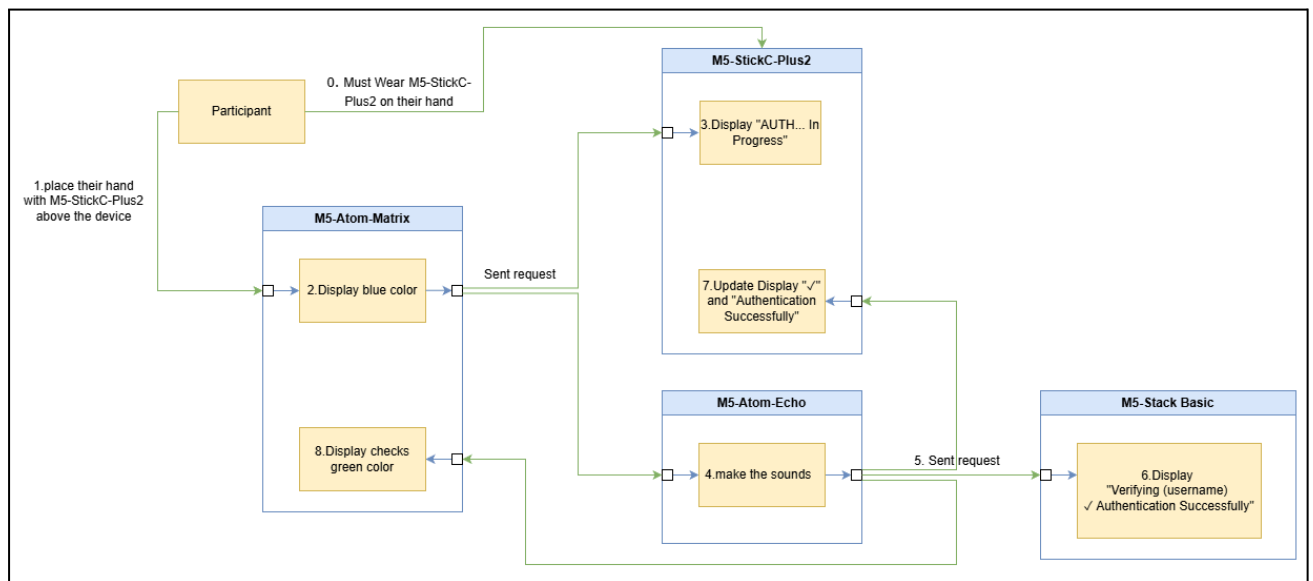 M5-StickC-Plus2
0. Must Wear M5-StickC-
Plus2 on their hand
Participant
3.Display "AUTH... In
Progress"
1.place their hand
with M5-StickC-Plus2
above the device
M5-Atom-Matrix
Sent request
2.Display blue color
7.Update Display "✓"
and "Authentication
Successfully"
M5-Atom-Echo
M5-Stack Basic
8.Display checks
green color
4.make the sounds
5. Sent request
6.Display
"Verifying (username)
✓ Authentication Successfully"